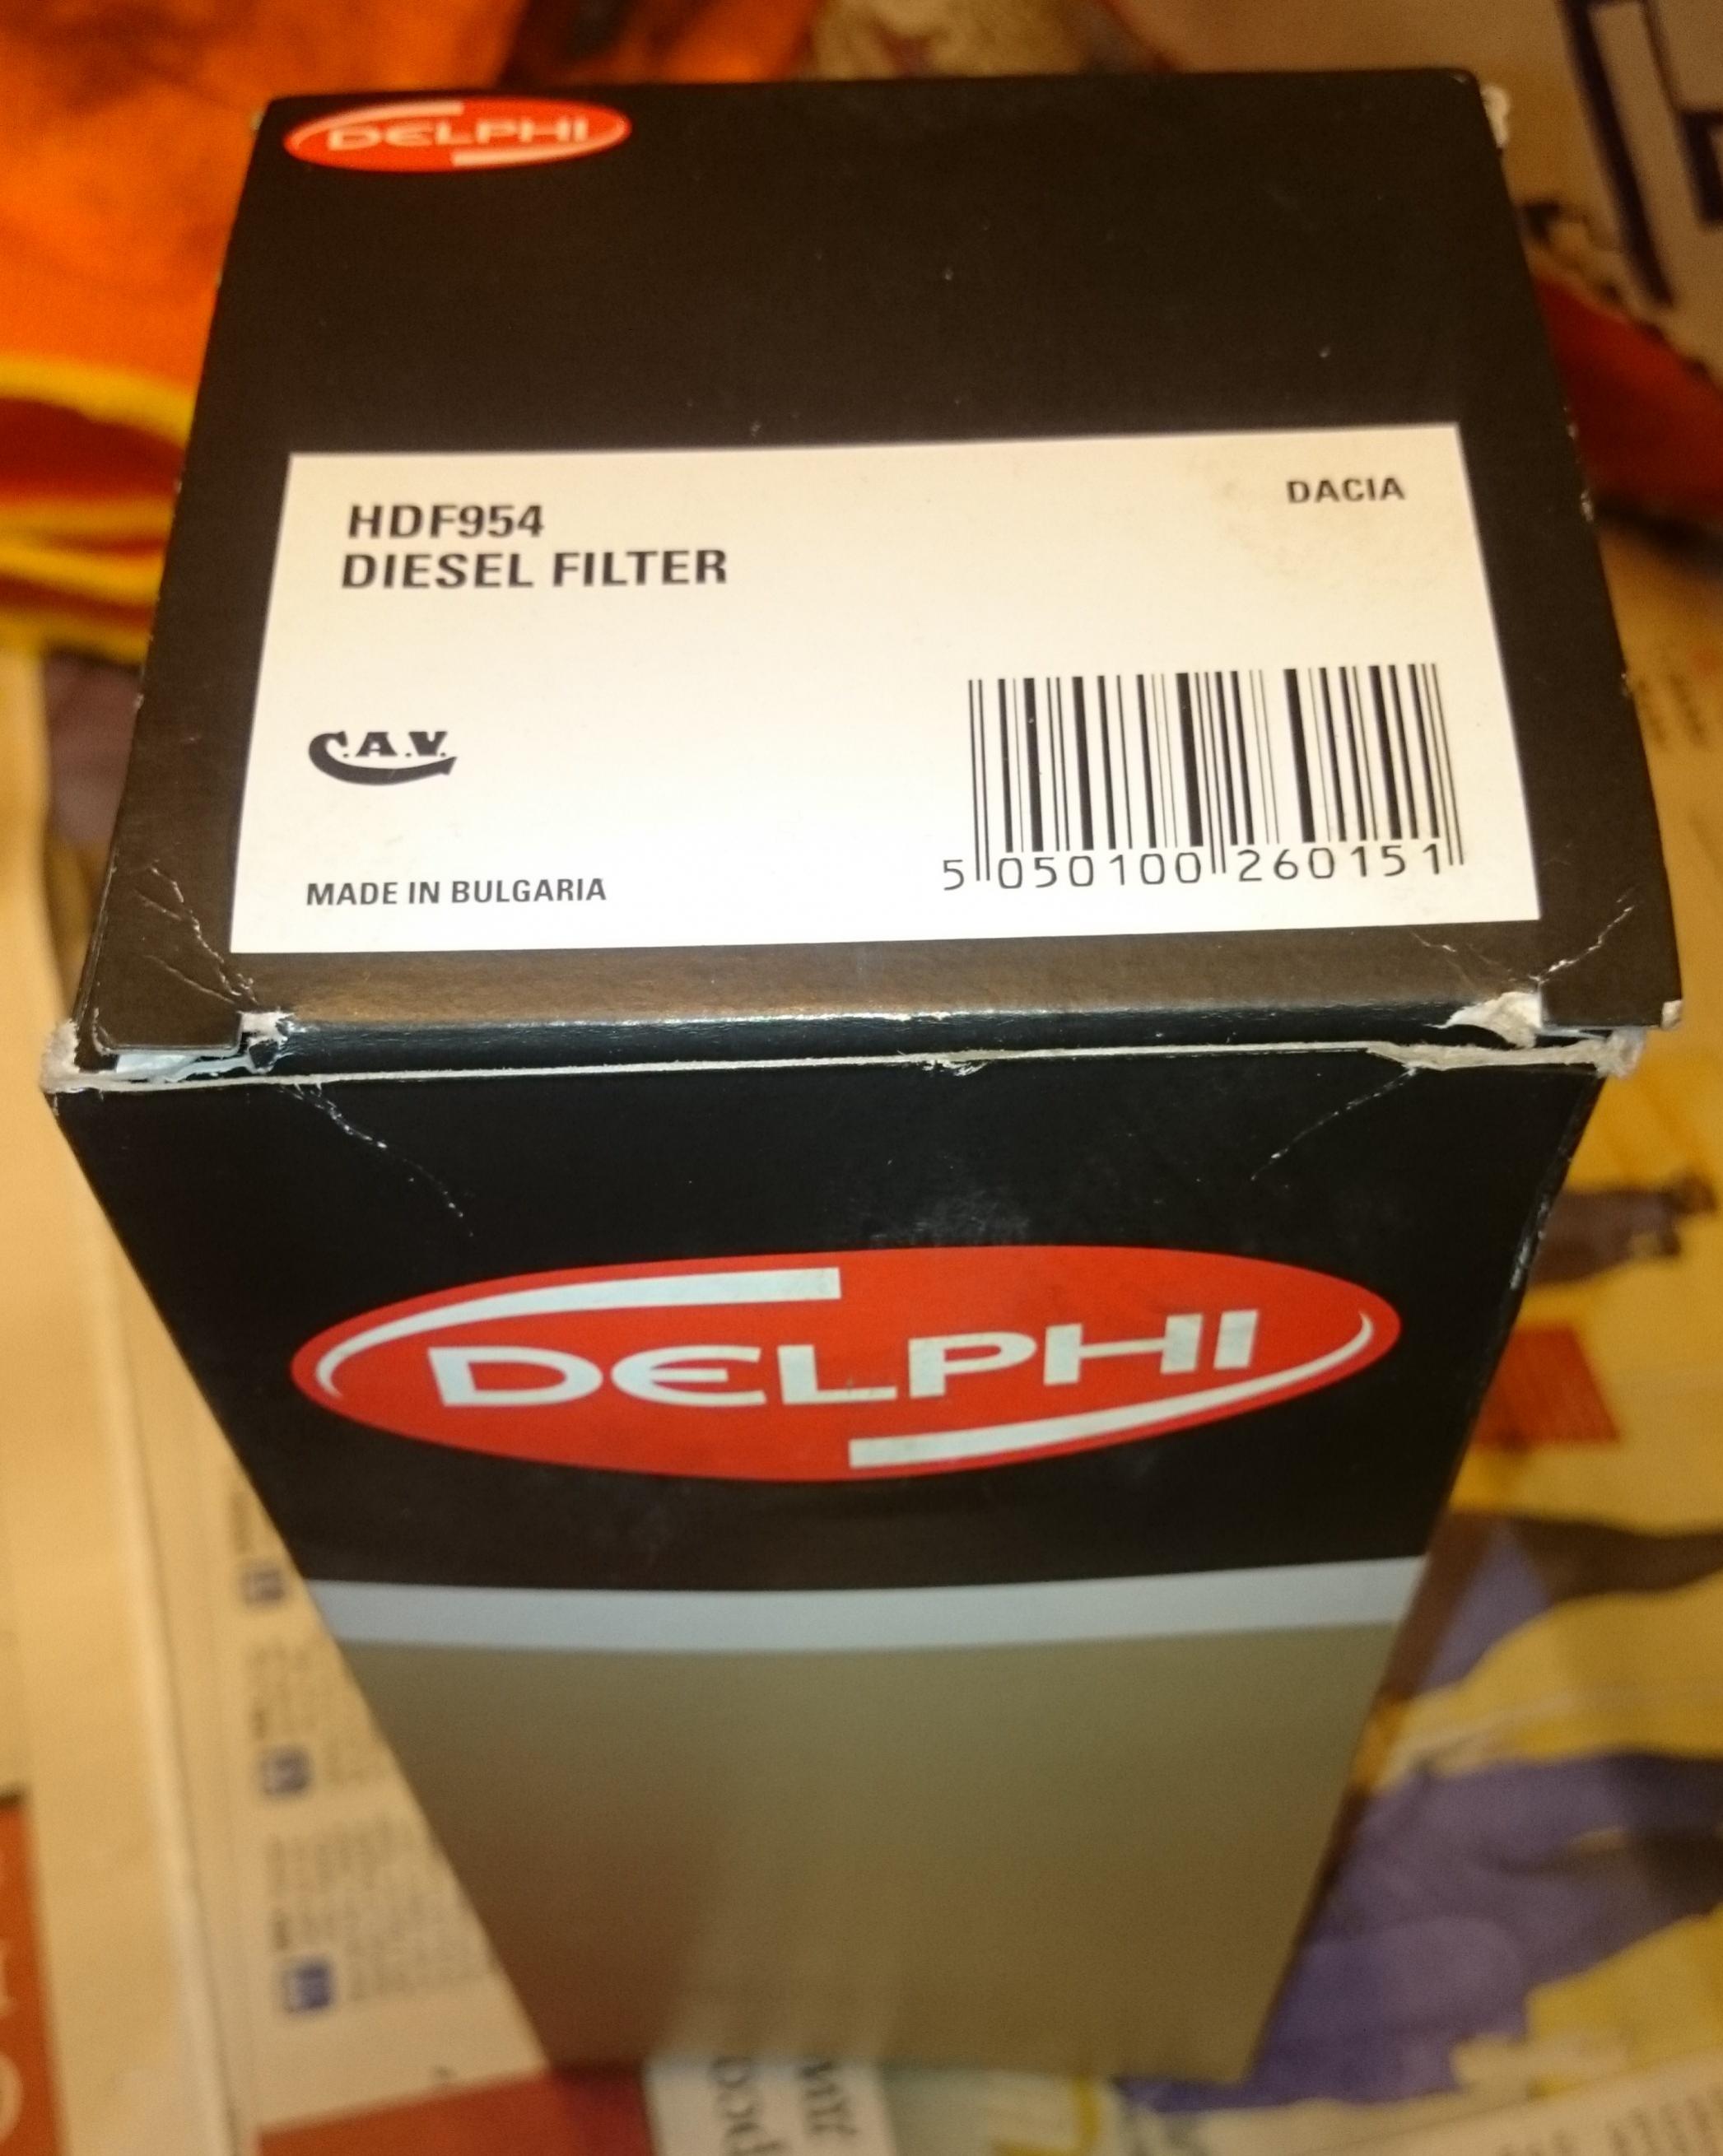 DELPHI
HDF954
DIESEL FILTER
DACIA
C.A.V.
MADE IN BULGARIA
5 050100 260151
DELPHI